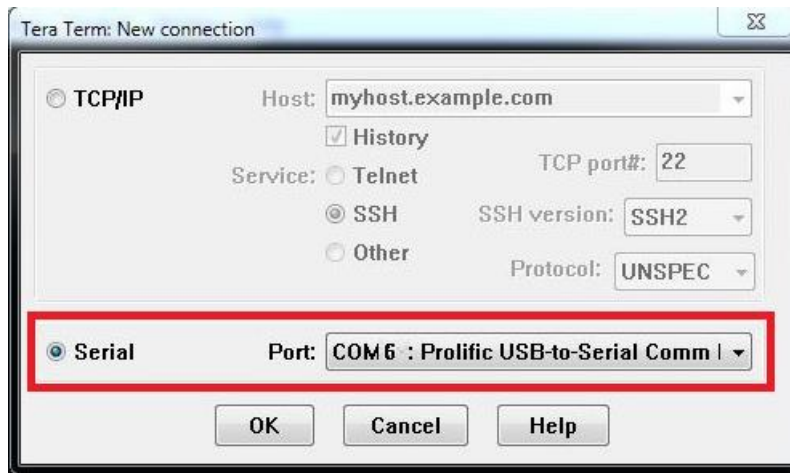 Tera Term: New connection
TCP/IP Host: myhost.example.com
History
Service: Telnet TCP port#: 22
SSH SSH version: SSH2
Other Protocol: UNSPEC
Serial Port: COM6 : Prolific USB-to-Serial Comm
OK Cancel Help